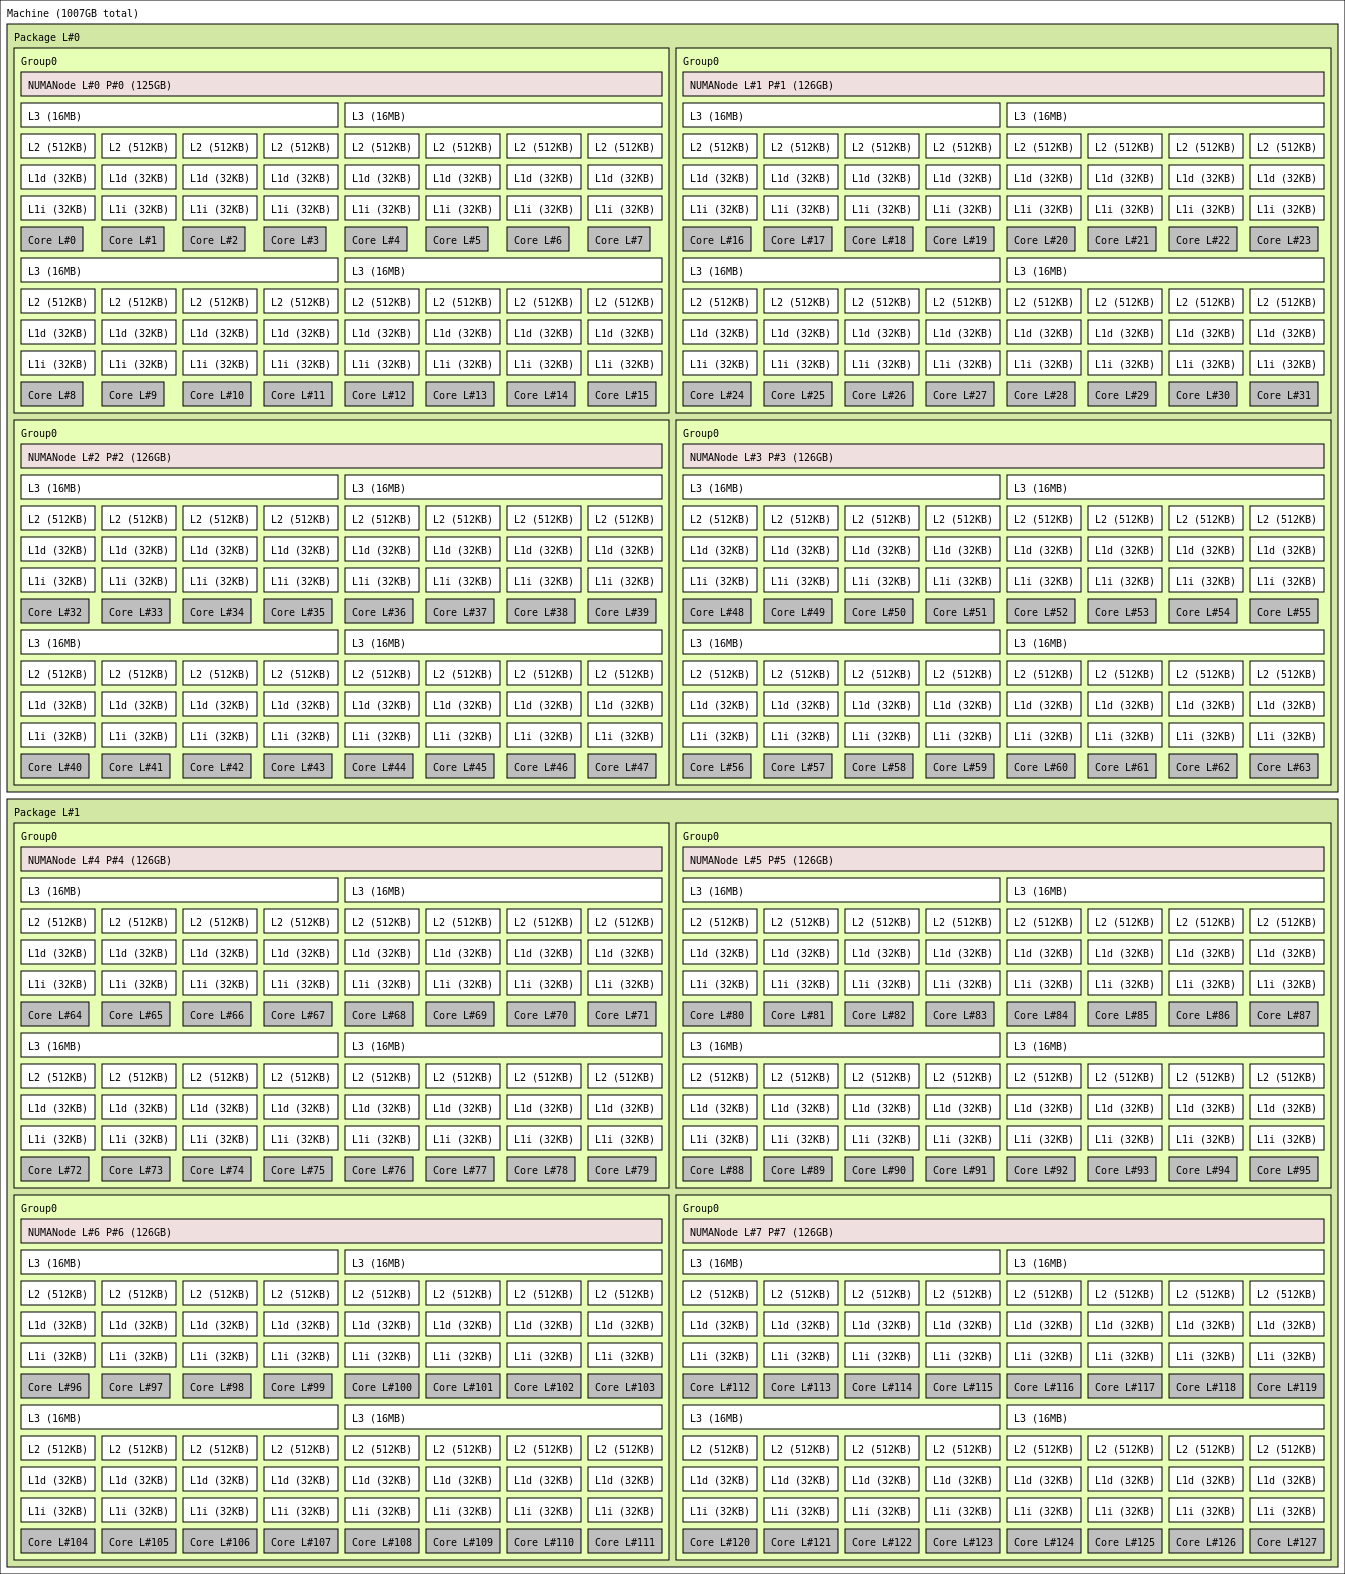 Machine (1007GB total)
Package L#0
Group0
NUMANode L#0 P#0 (125GB)
L3 (16MB) L3 (16MB)
L2 (512KB) L2 (512KB) L2 (512KB) L2 (512KB) L2 (512KB) L2 (512KB) L2 (512KB) L2 (512KB)
L1d (32KB) L1d (32KB) L1d (32KB) L1d (32KB) L1d (32KB) L1d (32KB) L1d (32KB) L1d (32KB)
L1i (32KB) L1i (32KB) L1i (32KB) L1i (32KB) L1i (32KB) L1i (32KB) L1i (32KB) L1i (32KB)
Core L#0 Core L#1 Core L#2 Core L#3 Core L#4 Core L#5 Core L#6 Core L#7
L3 (16MB) L3 (16MB)
L2 (512KB) L2 (512KB) L2 (512KB) L2 (512KB) L2 (512KB) L2 (512KB) L2 (512KB) L2 (512KB)
L1d (32KB) L1d (32KB) L1d (32KB) L1d (32KB) L1d (32KB) L1d (32KB) L1d (32KB) L1d (32KB)
L1i (32KB) L1i (32KB) L1i (32KB) L1i (32KB) L1i (32KB) L1i (32KB) L1i (32KB) L1i (32KB)
Core L#8 Core L#9 Core L#10 Core L#11 Core L#12 Core L#13 Core L#14 Core L#15
Group0
NUMANode L#1 P#1 (126GB)
L3 (16MB) L3 (16MB)
L2 (512KB) L2 (512KB) L2 (512KB) L2 (512KB) L2 (512KB) L2 (512KB) L2 (512KB) L2 (512KB)
L1d (32KB) L1d (32KB) L1d (32KB) L1d (32KB) L1d (32KB) L1d (32KB) L1d (32KB) L1d (32KB)
L1i (32KB) L1i (32KB) L1i (32KB) L1i (32KB) L1i (32KB) L1i (32KB) L1i (32KB) L1i (32KB)
Core L#16 Core L#17 Core L#18 Core L#19 Core L#20 Core L#21 Core L#22 Core L#23
L3 (16MB) L3 (16MB)
L2 (512KB) L2 (512KB) L2 (512KB) L2 (512KB) L2 (512KB) L2 (512KB) L2 (512KB) L2 (512KB)
L1d (32KB) L1d (32KB) L1d (32KB) L1d (32KB) L1d (32KB) L1d (32KB) L1d (32KB) L1d (32KB)
L1i (32KB) L1i (32KB) L1i (32KB) L1i (32KB) L1i (32KB) L1i (32KB) L1i (32KB) L1i (32KB)
Core L#24 Core L#25 Core L#26 Core L#27 Core L#28 Core L#29 Core L#30 Core L#31
Group0
NUMANode L#2 P#2 (126GB)
L3 (16MB) L3 (16MB)
L2 (512KB) L2 (512KB) L2 (512KB) L2 (512KB) L2 (512KB) L2 (512KB) L2 (512KB) L2 (512KB)
L1d (32KB) L1d (32KB) L1d (32KB) L1d (32KB) L1d (32KB) L1d (32KB) L1d (32KB) L1d (32KB)
L1i (32KB) L1i (32KB) L1i (32KB) L1i (32KB) L1i (32KB) L1i (32KB) L1i (32KB) L1i (32KB)
Core L#32 Core L#33 Core L#34 Core L#35 Core L#36 Core L#37 Core L#38 Core L#39
L3 (16MB) L3 (16MB)
L2 (512KB) L2 (512KB) L2 (512KB) L2 (512KB) L2 (512KB) L2 (512KB) L2 (512KB) L2 (512KB)
L1d (32KB) L1d (32KB) L1d (32KB) L1d (32KB) L1d (32KB) L1d (32KB) L1d (32KB) L1d (32KB)
L1i (32KB) L1i (32KB) L1i (32KB) L1i (32KB) L1i (32KB) L1i (32KB) L1i (32KB) L1i (32KB)
Core L#40 Core L#41 Core L#42 Core L#43 Core L#44 Core L#45 Core L#46 Core L#47
Group0
NUMANode L#3 P#3 (126GB)
L3 (16MB) L3 (16MB)
L2 (512KB) L2 (512KB) L2 (512KB) L2 (512KB) L2 (512KB) L2 (512KB) L2 (512KB) L2 (512KB)
L1d (32KB) L1d (32KB) L1d (32KB) L1d (32KB) L1d (32KB) L1d (32KB) L1d (32KB) L1d (32KB)
L1i (32KB) L1i (32KB) L1i (32KB) L1i (32KB) L1i (32KB) L1i (32KB) L1i (32KB) L1i (32KB)
Core L#48 Core L#49 Core L#50 Core L#51 Core L#52 Core L#53 Core L#54 Core L#55
L3 (16MB) L3 (16MB)
L2 (512KB) L2 (512KB) L2 (512KB) L2 (512KB) L2 (512KB) L2 (512KB) L2 (512KB) L2 (512KB)
L1d (32KB) L1d (32KB) L1d (32KB) L1d (32KB) L1d (32KB) L1d (32KB) L1d (32KB) L1d (32KB)
L1i (32KB) L1i (32KB) L1i (32KB) L1i (32KB) L1i (32KB) L1i (32KB) L1i (32KB) L1i (32KB)
Core L#56 Core L#57 Core L#58 Core L#59 Core L#60 Core L#61 Core L#62 Core L#63
Package L#1
Group0
NUMANode L#4 P#4 (126GB)
L3 (16MB) L3 (16MB)
L2 (512KB) L2 (512KB) L2 (512KB) L2 (512KB) L2 (512KB) L2 (512KB) L2 (512KB) L2 (512KB)
L1d (32KB) L1d (32KB) L1d (32KB) L1d (32KB) L1d (32KB) L1d (32KB) L1d (32KB) L1d (32KB)
L1i (32KB) L1i (32KB) L1i (32KB) L1i (32KB) L1i (32KB) L1i (32KB) L1i (32KB) L1i (32KB)
Core L#64 Core L#65 Core L#66 Core L#67 Core L#68 Core L#69 Core L#70 Core L#71
L3 (16MB) L3 (16MB)
L2 (512KB) L2 (512KB) L2 (512KB) L2 (512KB) L2 (512KB) L2 (512KB) L2 (512KB) L2 (512KB)
L1d (32KB) L1d (32KB) L1d (32KB) L1d (32KB) L1d (32KB) L1d (32KB) L1d (32KB) L1d (32KB)
L1i (32KB) L1i (32KB) L1i (32KB) L1i (32KB) L1i (32KB) L1i (32KB) L1i (32KB) L1i (32KB)
Core L#72 Core L#73 Core L#74 Core L#75 Core L#76 Core L#77 Core L#78 Core L#79
Group0
NUMANode L#5 P#5 (126GB)
L3 (16MB) L3 (16MB)
L2 (512KB) L2 (512KB) L2 (512KB) L2 (512KB) L2 (512KB) L2 (512KB) L2 (512KB) L2 (512KB)
L1d (32KB) L1d (32KB) L1d (32KB) L1d (32KB) L1d (32KB) L1d (32KB) L1d (32KB) L1d (32KB)
L1i (32KB) L1i (32KB) L1i (32KB) L1i (32KB) L1i (32KB) L1i (32KB) L1i (32KB) L1i (32KB)
Core L#80 Core L#81 Core L#82 Core L#83 Core L#84 Core L#85 Core L#86 Core L#87
L3 (16MB) L3 (16MB)
L2 (512KB) L2 (512KB) L2 (512KB) L2 (512KB) L2 (512KB) L2 (512KB) L2 (512KB) L2 (512KB)
L1d (32KB) L1d (32KB) L1d (32KB) L1d (32KB) L1d (32KB) L1d (32KB) L1d (32KB) L1d (32KB)
L1i (32KB) L1i (32KB) L1i (32KB) L1i (32KB) L1i (32KB) L1i (32KB) L1i (32KB) L1i (32KB)
Core L#88 Core L#89 Core L#90 Core L#91 Core L#92 Core L#93 Core L#94 Core L#95
Group0
NUMANode L#6 P#6 (126GB)
L3 (16MB) L3 (16MB)
L2 (512KB) L2 (512KB) L2 (512KB) L2 (512KB) L2 (512KB) L2 (512KB) L2 (512KB) L2 (512KB)
L1d (32KB) L1d (32KB) L1d (32KB) L1d (32KB) L1d (32KB) L1d (32KB) L1d (32KB) L1d (32KB)
L1i (32KB) L1i (32KB) L1i (32KB) L1i (32KB) L1i (32KB) L1i (32KB) L1i (32KB) L1i (32KB)
Core L#96 Core L#97 Core L#98 Core L#99 Core L#100 Core L#101 Core L#102 Core L#103
L3 (16MB) L3 (16MB)
L2 (512KB) L2 (512KB) L2 (512KB) L2 (512KB) L2 (512KB) L2 (512KB) L2 (512KB) L2 (512KB)
L1d (32KB) L1d (32KB) L1d (32KB) L1d (32KB) L1d (32KB) L1d (32KB) L1d (32KB) L1d (32KB)
L1i (32KB) L1i (32KB) L1i (32KB) L1i (32KB) L1i (32KB) L1i (32KB) L1i (32KB) L1i (32KB)
Core L#104 Core L#105 Core L#106 Core L#107 Core L#108 Core L#109 Core L#110 Core L#111
Group0
NUMANode L#7 P#7 (126GB)
L3 (16MB) L3 (16MB)
L2 (512KB) L2 (512KB) L2 (512KB) L2 (512KB) L2 (512KB) L2 (512KB) L2 (512KB) L2 (512KB)
L1d (32KB) L1d (32KB) L1d (32KB) L1d (32KB) L1d (32KB) L1d (32KB) L1d (32KB) L1d (32KB)
L1i (32KB) L1i (32KB) L1i (32KB) L1i (32KB) L1i (32KB) L1i (32KB) L1i (32KB) L1i (32KB)
Core L#112 Core L#113 Core L#114 Core L#115 Core L#116 Core L#117 Core L#118 Core L#119
L3 (16MB) L3 (16MB)
L2 (512KB) L2 (512KB) L2 (512KB) L2 (512KB) L2 (512KB) L2 (512KB) L2 (512KB) L2 (512KB)
L1d (32KB) L1d (32KB) L1d (32KB) L1d (32KB) L1d (32KB) L1d (32KB) L1d (32KB) L1d (32KB)
L1i (32KB) L1i (32KB) L1i (32KB) L1i (32KB) L1i (32KB) L1i (32KB) L1i (32KB) L1i (32KB)
Core L#120 Core L#121 Core L#122 Core L#123 Core L#124 Core L#125 Core L#126 Core L#127